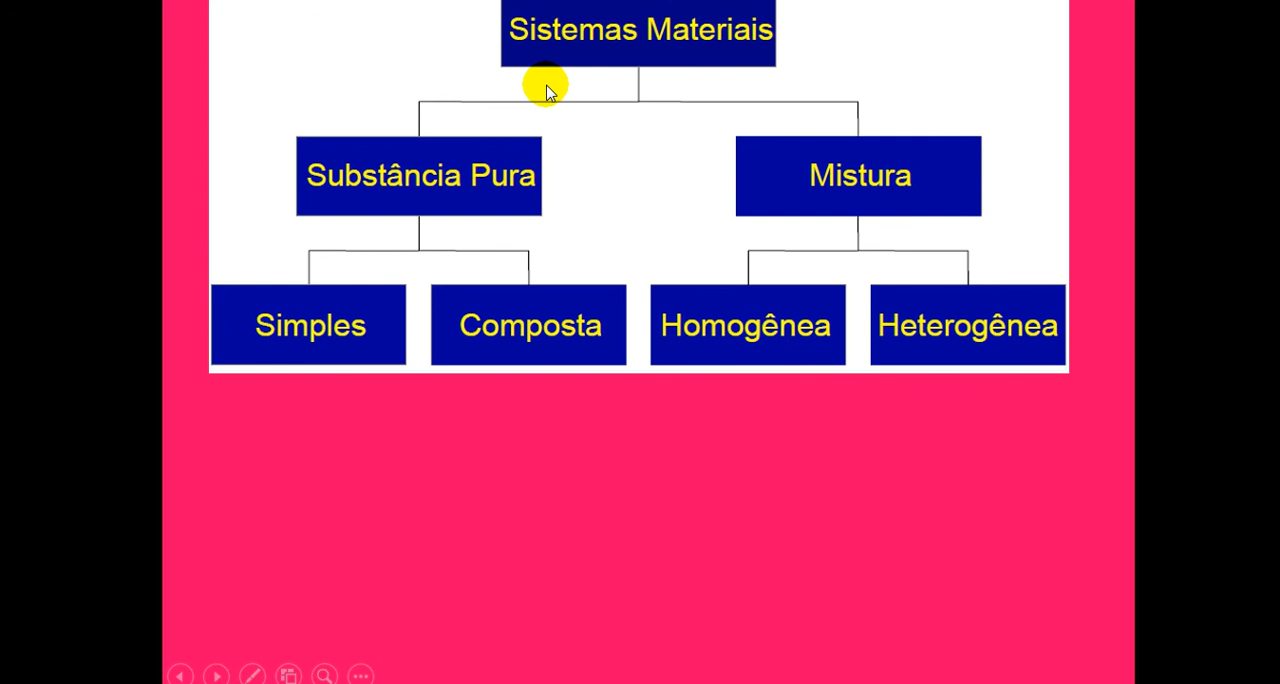 Sistemas Materiais
Substância Pura
Mistura
Simples
Composta
Homogênea
Heterogênea